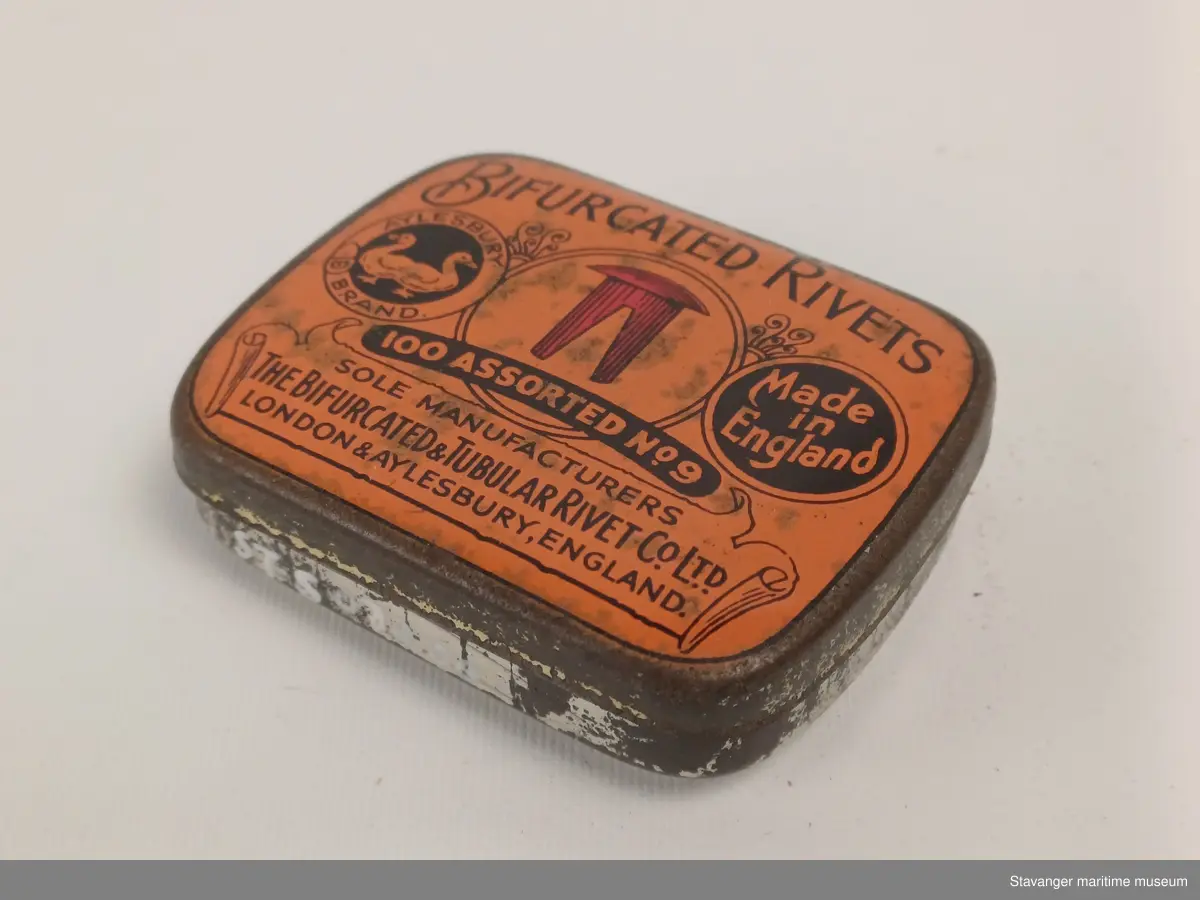 BIFURCATED RIVETS
AYLESBURY
BRAND.
100 ASSORTED No 9
Made
in
England
SOLE MANUFACTURERS
THE BIFURCATED & TUBULAR RIVET Co LTD
LONDON & AYLESBURY, ENGLAND.
Stavanger maritime museum